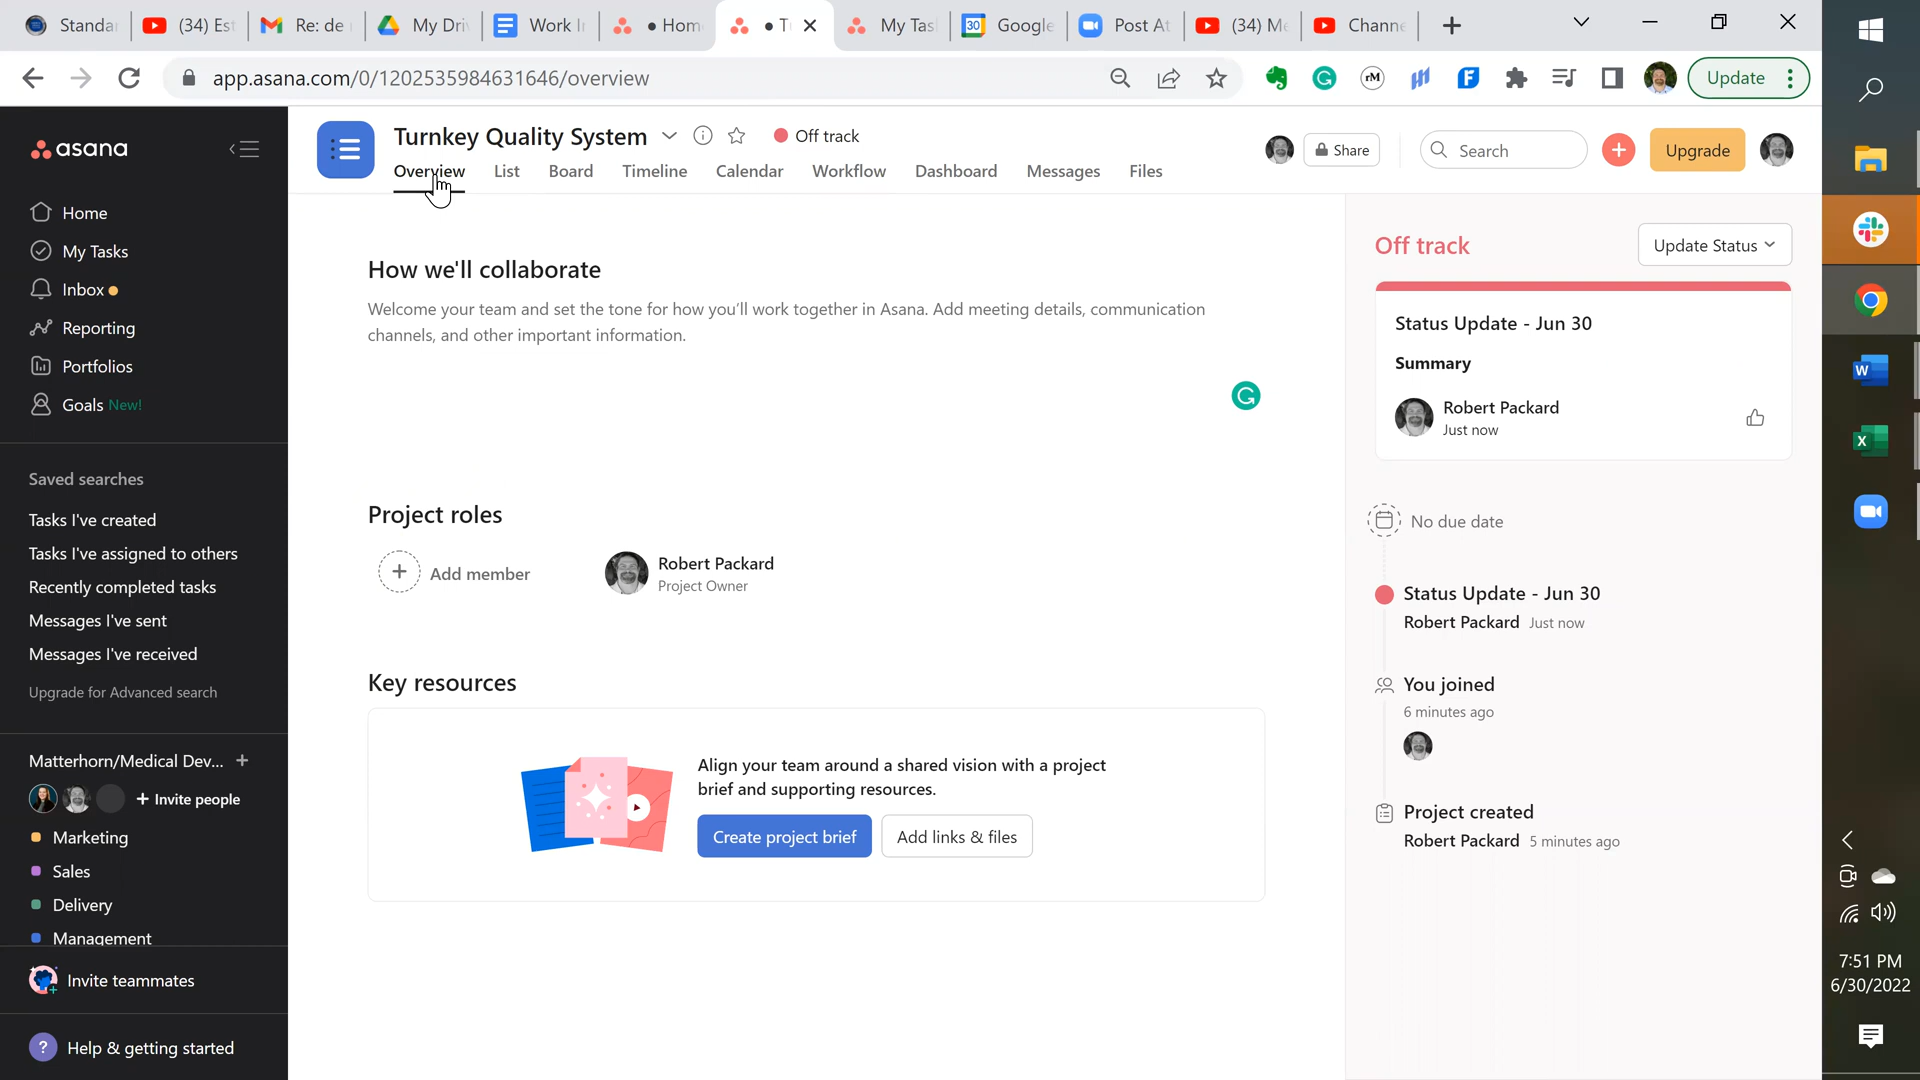 Standar
(34) Est
Re: de
My Driv
Work In
• Home
• T
My Task
30
Google
Post At
(34) Me
Channe
app.asana.com/0/1202535984631646/overview
rM
Update
asana
Turnkey Quality System
Off track
Share
Search
Upgrade
Overview
List
Board
Timeline
Calendar
Workflow
Dashboard
Messages
Files
Home
My Tasks
Inbox
Reporting
Portfolios
Goals New!
Saved searches
Tasks I've created
Tasks I've assigned to others
Recently completed tasks
Messages I've sent
Messages I've received
Upgrade for Advanced search
Matterhorn/Medical Dev...
Invite people
Marketing
Sales
Delivery
Management
Invite teammates
? Help & getting started
How we'll collaborate
Welcome your team and set the tone for how you'll work together in Asana. Add meeting details, communication
channels, and other important information.
Project roles
Add member
Robert Packard
Project Owner
Key resources
Align your team around a shared vision with a project
brief and supporting resources.
Create project brief
Add links & files
Off track
Update Status
Status Update - Jun 30
Summary
Robert Packard
Just now
No due date
Status Update - Jun 30
Robert Packard Just now
You joined
6 minutes ago
Project created
Robert Packard 5 minutes ago
W
X
7:51 PM
6/30/2022